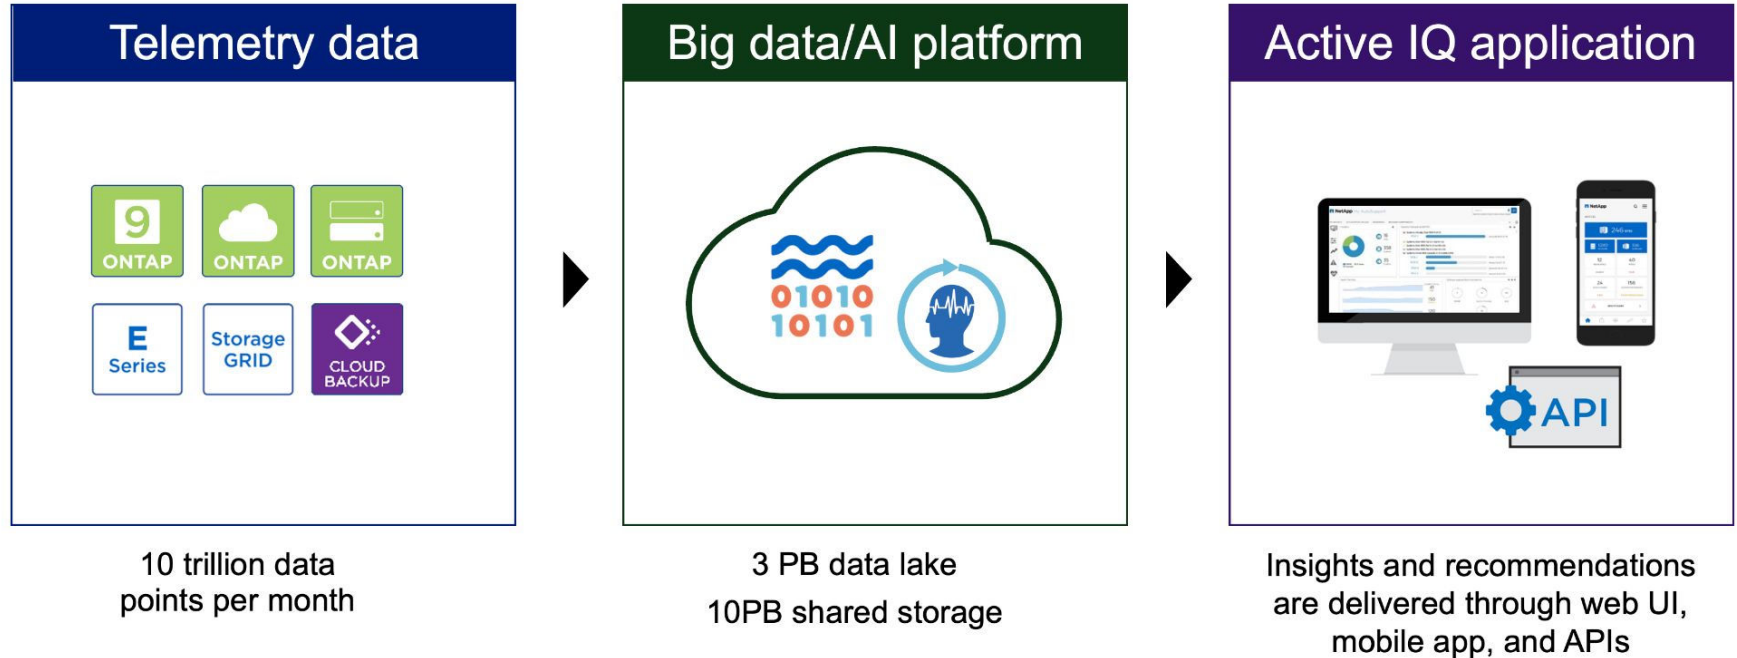 Telemetry data
Big data/AI platform
Active IQ application
9
ONTAP
ONTAP
ONTAP
E
Series
Storage
GRID
CLOUD
BACKUP
01010
10101
NetApp
NetApp
API
10 trillion data
points per month
3 PB data lake
10PB shared storage
Insights and recommendations
are delivered through web UI,
mobile app, and APIs